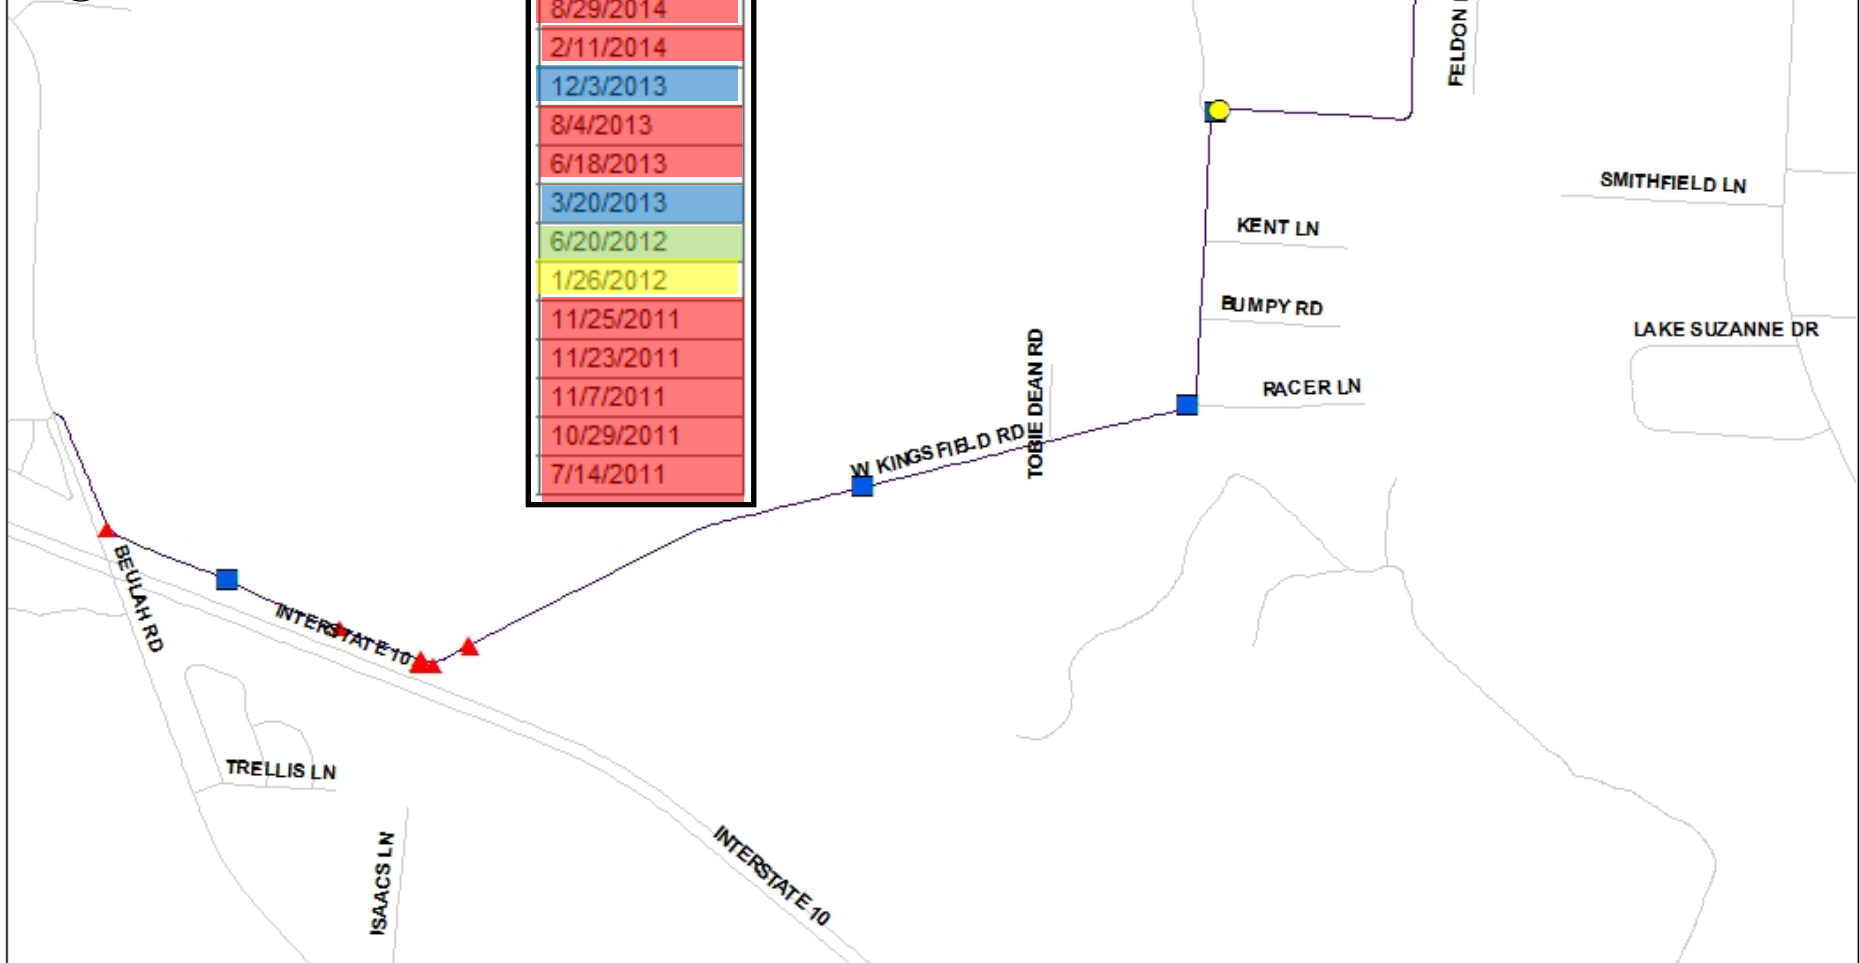 8/29/2014
2/11/2014
12/3/2013
8/4/2013
6/18/2013
3/20/2013
6/20/2012
1/26/2012
11/25/2011
11/23/2011
11/7/2011
10/29/2011
7/14/2011
FELDON
SMITHFIELD LN
KENT LN
BUMPY RD
LAKE SUZANNE DR
RACER LN
TOBIE DEAN RD
W KINGSFIELD RD
BEULAH RD
INTERSTATE 10
TRELLIS LN
ISAACS LN
INTERSTATE 10